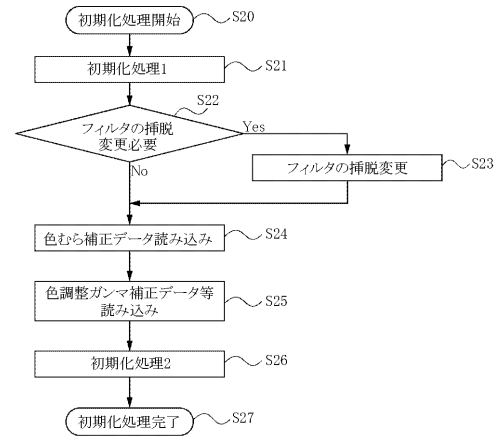 初期化処理開始 S20
初期化処理1 S21
S22
フィルタの挿脱
変更必要
Yes
No
フィルタの挿脱変更 S23
色むら補正データ読み込み S24
色調整ガンマ補正データ等
読み込み
S25
初期化処理2 S26
初期化処理完了 S27